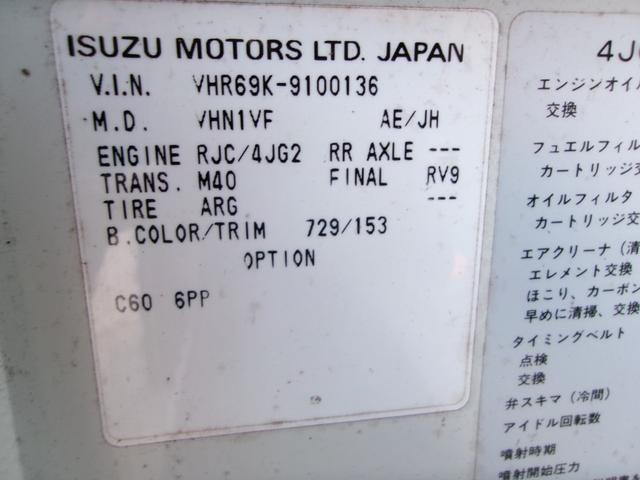 ISUZU MOTORS LTD. JAPAN
V.I.N. VHR69K-9100136
M.D. VHN1VF AE/JH
ENGINE RJC/4JG2 RR AXLE ---
TRANS. M40 FINAL RV9
TIRE ARG ---
B.COLOR/TRIM 729/153
OPTION
C60 6PP
4J
エンジンオイル
交換
フュエルフィル
カートリッジ交
オイルフィルタ
カートリッジ交
エアクリーナ (清
エレメント交換
ほこり、カーボン
早めに清掃、交換
タイミングベルト
点検
交換
弁スキマ (冷間)
アイドル回転数
噴射時期
噴射開始圧力